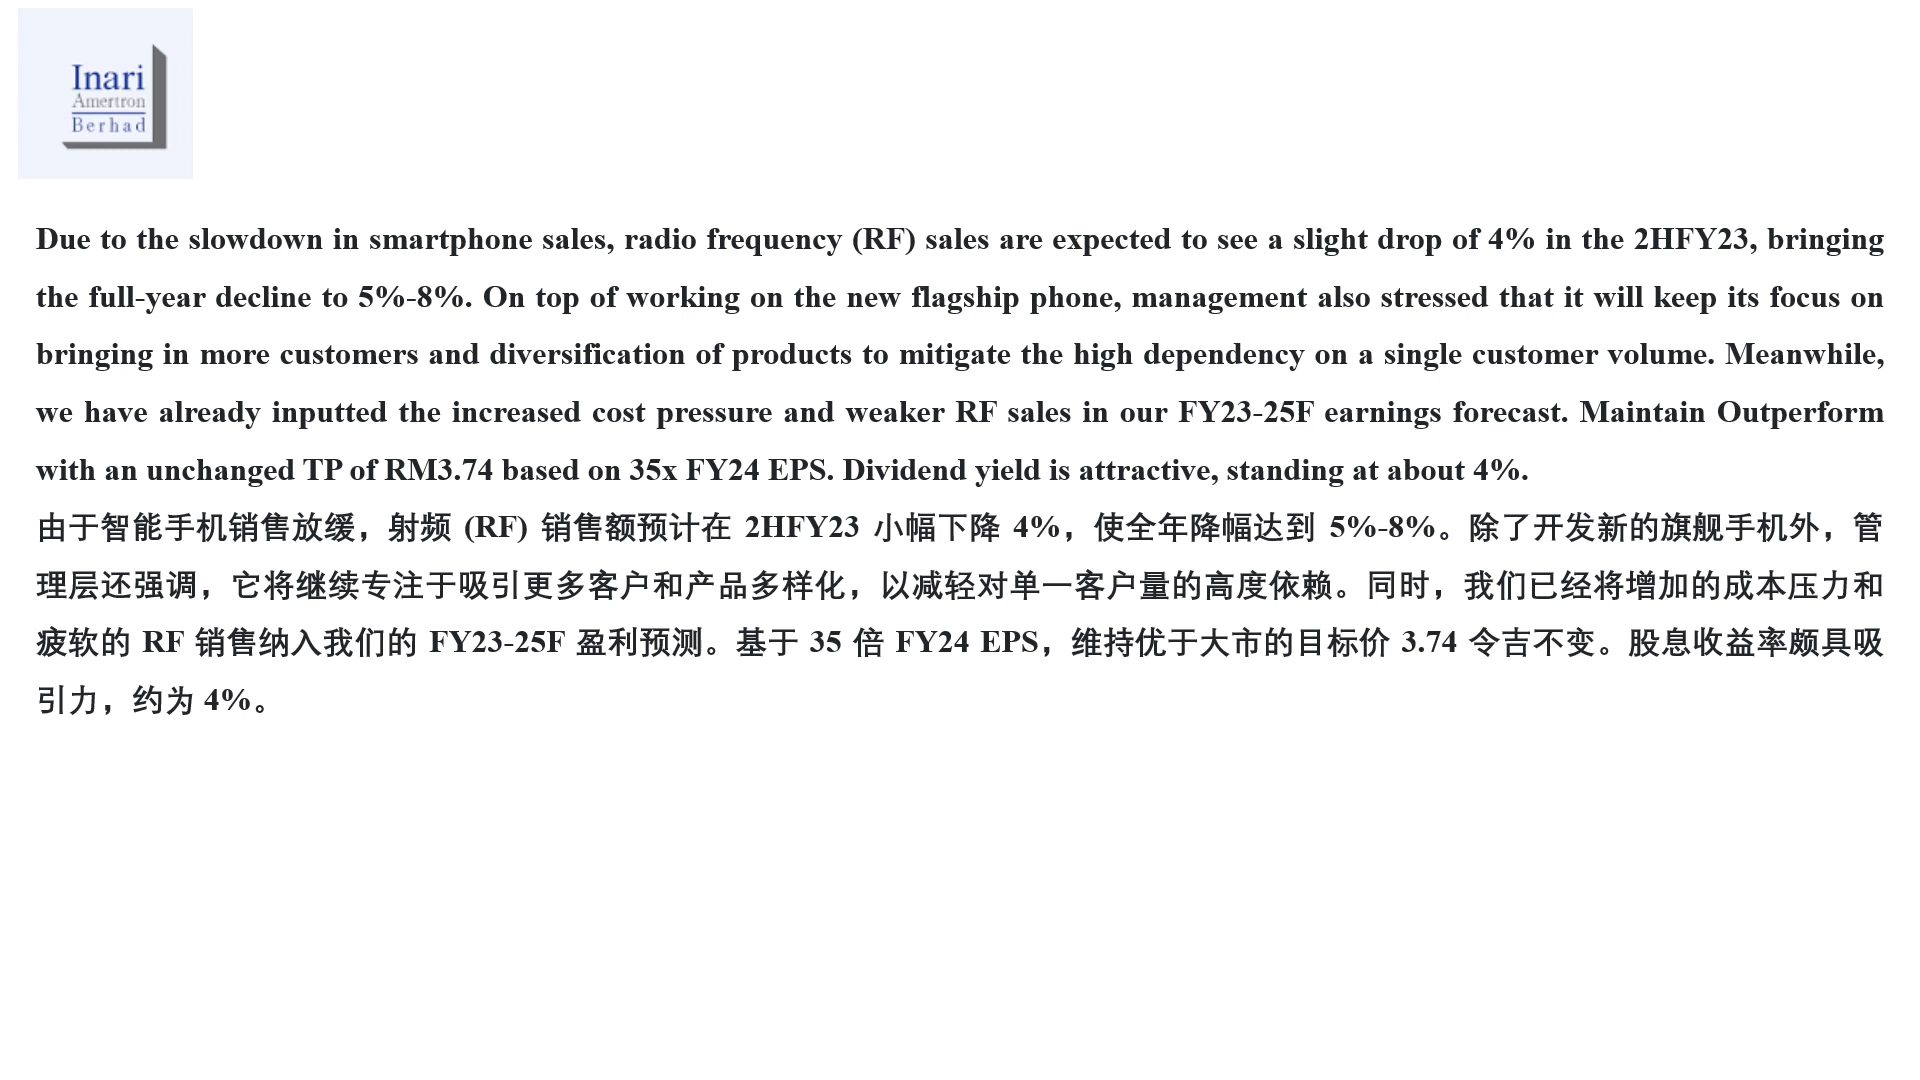 Inari
Amertron
Berhad
Due to the slowdown in smartphone sales, radio frequency (RF) sales are expected to see a slight drop of 4% in the 2HFY23, bringing
the full-year decline to 5%-8%. On top of working on the new flagship phone, management also stressed that it will keep its focus on
bringing in more customers and diversification of products to mitigate the high dependency on a single customer volume. Meanwhile,
we have already inputted the increased cost pressure and weaker RF sales in our FY23-25F earnings forecast. Maintain Outperform
with an unchanged TP of RM3.74 based on 35x FY24 EPS. Dividend yield is attractive, standing at about 4%.
由于智能手机销售放缓，射频 (RF) 销售额预计在 2HFY23 小幅下降 4%，使全年降幅达到 5%-8%。除了开发新的旗舰手机外，管
理层还强调，它将继续专注于吸引更多客户和产品多样化，以减轻对单一客户量的高度依赖。同时，我们已经将增加的成本压力和
疲软的 RF 销售纳入我们的 FY23-25F 盈利预测。基于 35 倍 FY24 EPS，维持优于大市的目标价 3.74 令吉不变。股息收益率颇具吸
引力，约为 4%。